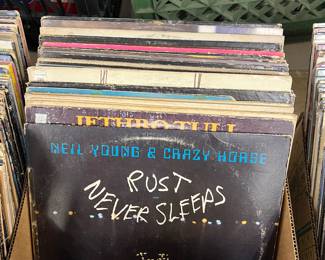 JETHRO TULL
NEIL YOUNG & CRAZY HORSE
RUST
NEVER SLEEPS